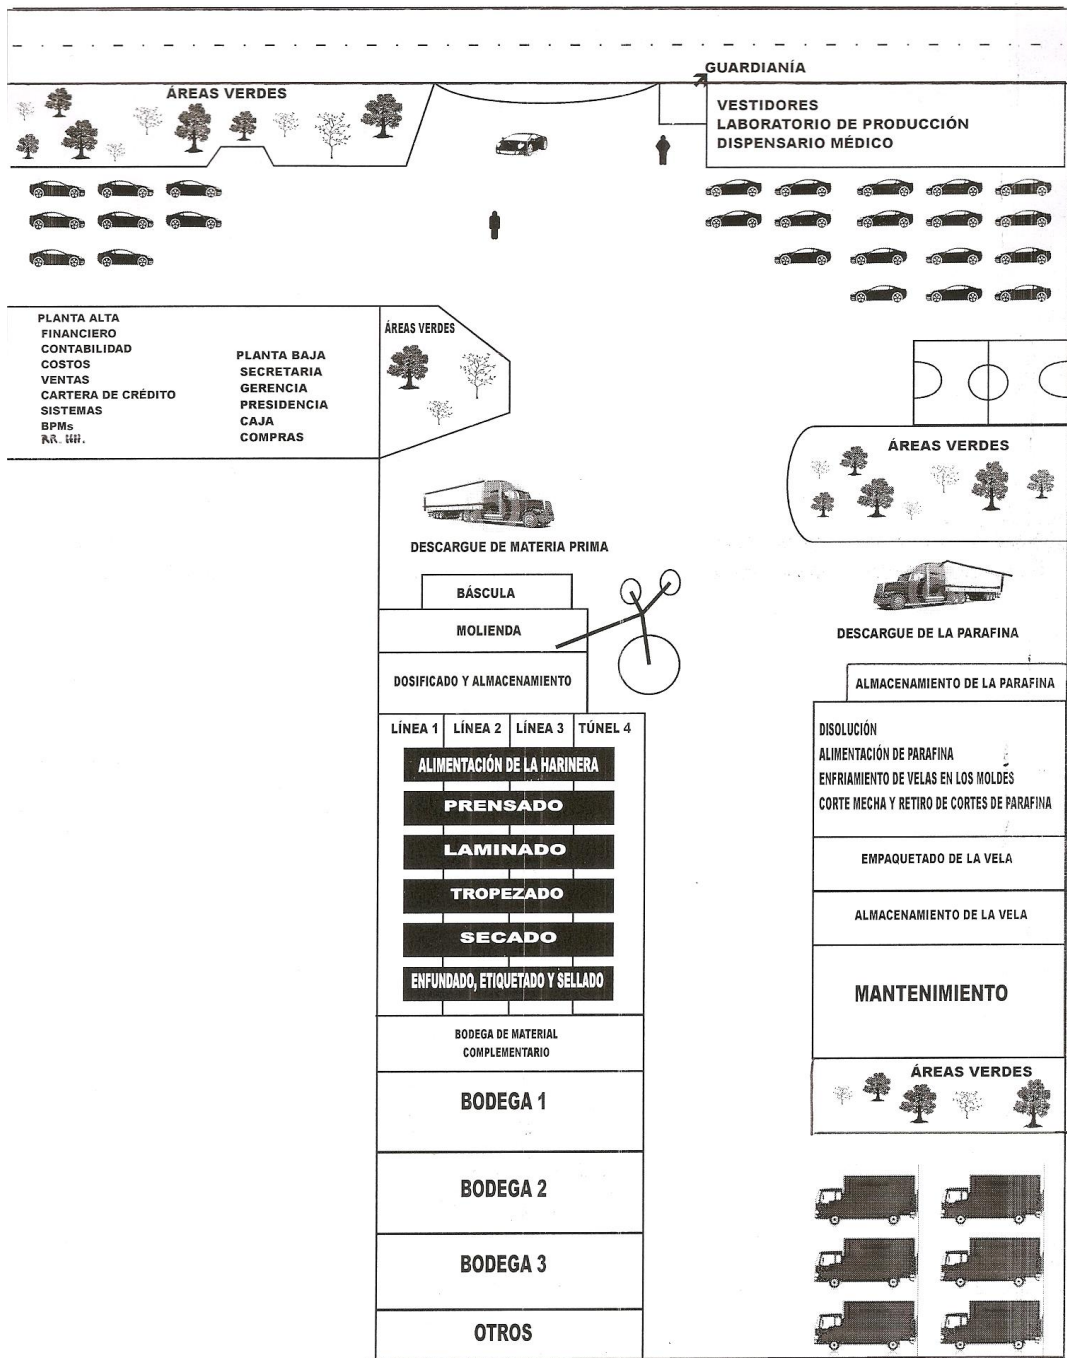 GUARDIANÍA
ÁREAS VERDES
VESTIDORES
LABORATORIO DE PRODUCCIÓN
DISPENSARIO MÉDICO
PLANTA ALTA
FINANCIERO
CONTABILIDAD
COSTOS
VENTAS
CARTERA DE CRÉDITO
SISTEMAS
BPMs
PLANTA BAJA
SECRETARIA
GERENCIA
PRESIDENCIA
CAJA
COMPRAS
ÁREAS VERDES
ÁREAS VERDES
DESCARGUE DE MATERIA PRIMA
BÁSCULA
MOLIENDA
DOSIFICADO Y ALMACENAMIENTO
LÍNEA 1 LÍNEA 2 LÍNEA 3 TÚNEL 4
ALIMENTACIÓN DE LA HARINERA
PRENSADO
LAMINADO
TROPEZADO
SECADO
ENFUNDADO, ETIQUETADO Y SELLADO
BODEGA DE MATERIAL
COMPLEMENTARIO
BODEGA 1
BODEGA 2
BODEGA 3
OTROS
DESCARGUE DE LA PARAFINA
ALMACENAMIENTO DE LA PARAFINA
DISOLUCIÓN
ALIMENTACIÓN DE PARAFINA
ENFRIAMIENTO DE VELAS EN LOS MOLDES
CORTE MECHA Y RETIRO DE CORTES DE PARAFINA
EMPAQUETADO DE LA VELA
ALMACENAMIENTO DE LA VELA
MANTENIMIENTO
ÁREAS VERDES